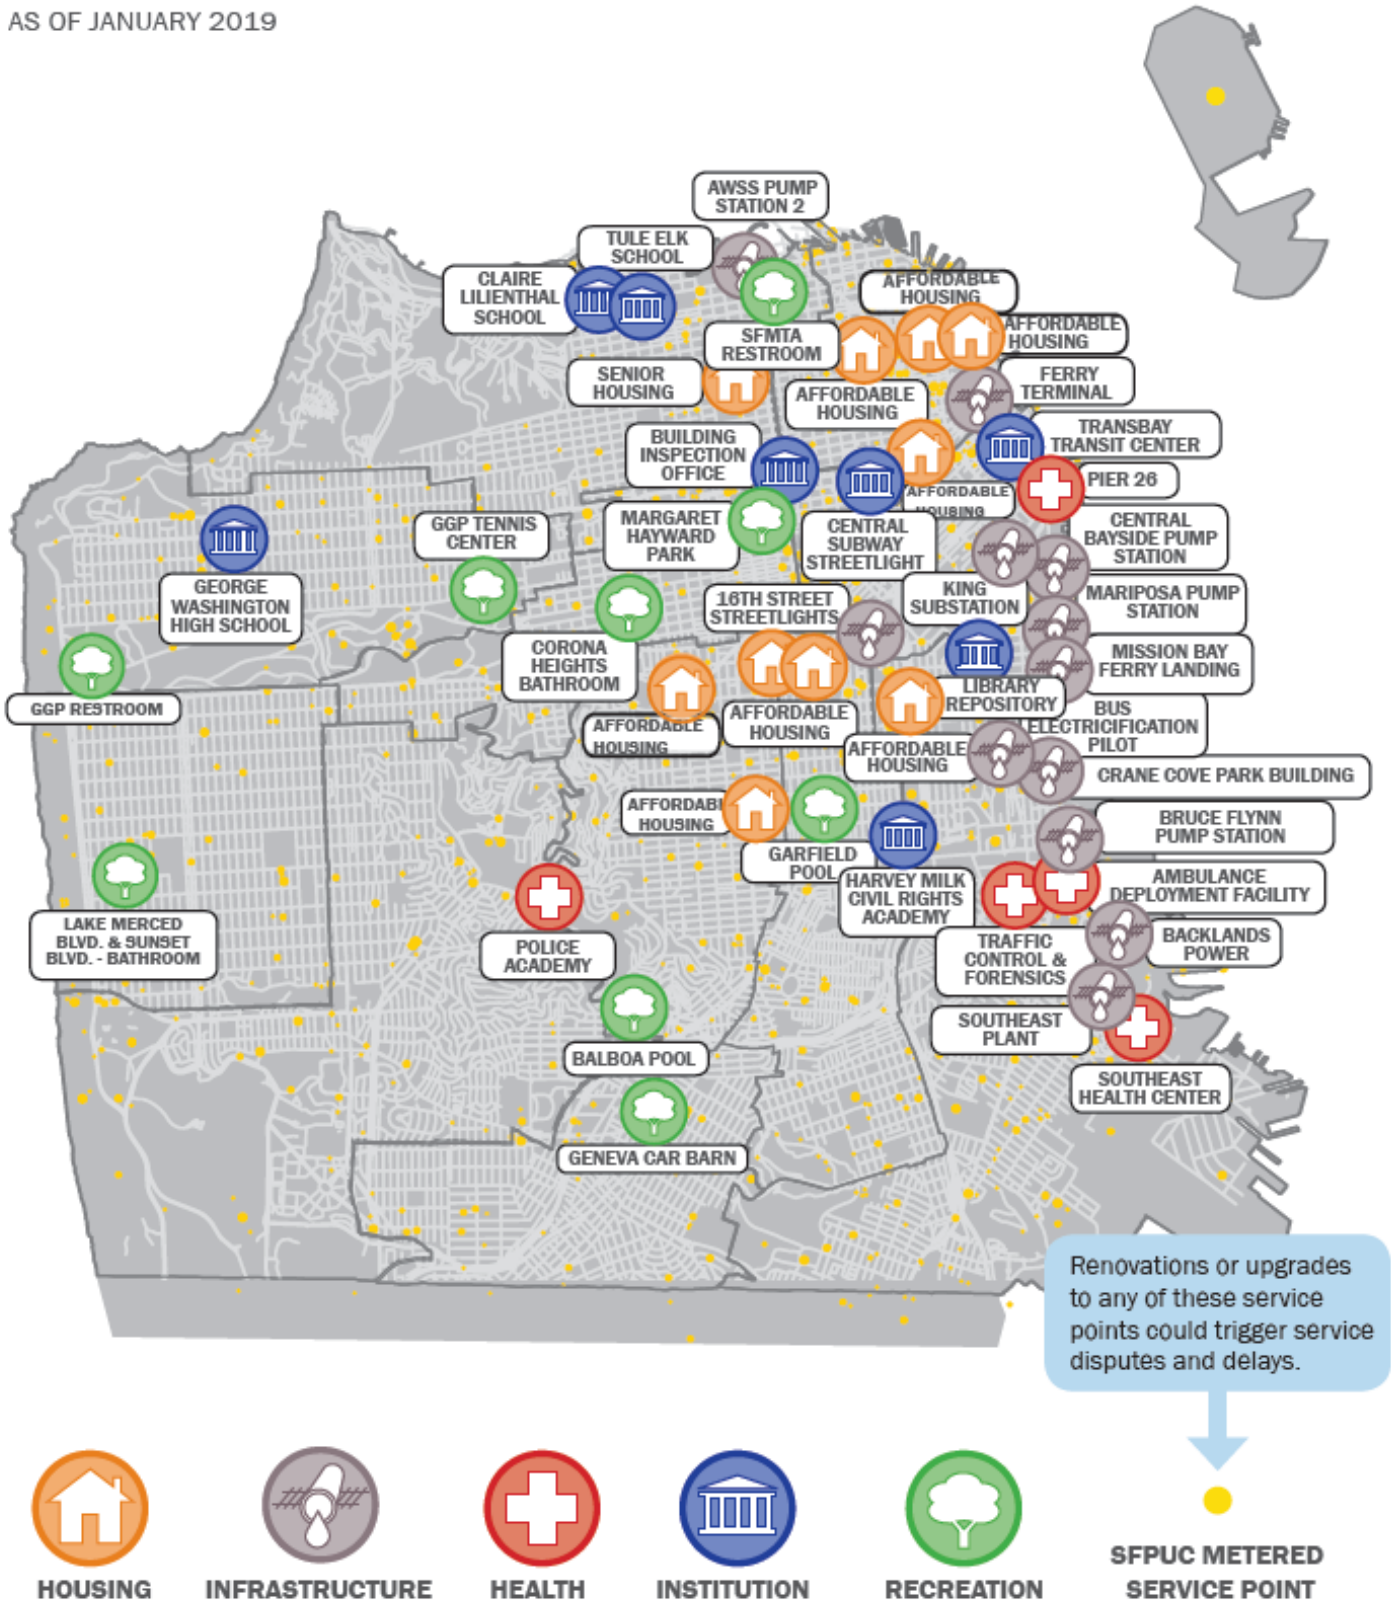 AS OF JANUARY 2019
AWSS PUMP
STATION 2
TULE ELK
SCHOOL
CLAIRE
LILIENTHAL
SCHOOL
AFFORDABLE
HOUSING
SFMTA
RESTROOM
AFFORDABLE
HOUSING
SENIOR
HOUSING
AFFORDABLE
HOUSING
FERRY
TERMINAL
BUILDING
INSPECTION
OFFICE
TRANSBAY
TRANSIT CENTER
PIER 26
AFFORDABLE
HOUSING
GGP TENNIS
CENTER
MARGARET
HAYWARD
PARK
CENTRAL
SUBWAY
STREETLIGHT
CENTRAL
BAYSIDE PUMP
STATION
GEORGE
WASHINGTON
HIGH SCHOOL
16TH STREET
STREETLIGHTS
KING
SUBSTATION
MARIPOSA PUMP
STATION
CORONA
HEIGHTS
BATHROOM
MISSION BAY
FERRY LANDING
GGP RESTROOM
LIBRARY
REPOSITORY
AFFORDABLE
HOUSING
AFFORDABLE
HOUSING
BUS
ELECTRICIFICATION
PILOT
AFFORDABLE
HOUSING
CRANE COVE PARK BUILDING
AFFORDABL
HOUSING
BRUCE FLYNN
PUMP STATION
GARFIELD
POOL
HARVEY MILK
CIVIL RIGHTS
ACADEMY
AMBULANCE
DEPLOYMENT FACILITY
LAKE MERCED
BLVD. & SUNSET
BLVD. - BATHROOM
POLICE
ACADEMY
TRAFFIC
CONTROL &
FORENSICS
BACKLANDS
POWER
SOUTHEAST
PLANT
BALBOA POOL
SOUTHEAST
HEALTH CENTER
GENEVA CAR BARN
Renovations or upgrades
to any of these service
points could trigger service
disputes and delays.
HOUSING
INFRASTRUCTURE
HEALTH
INSTITUTION
RECREATION
SFPUC METERED
SERVICE POINT